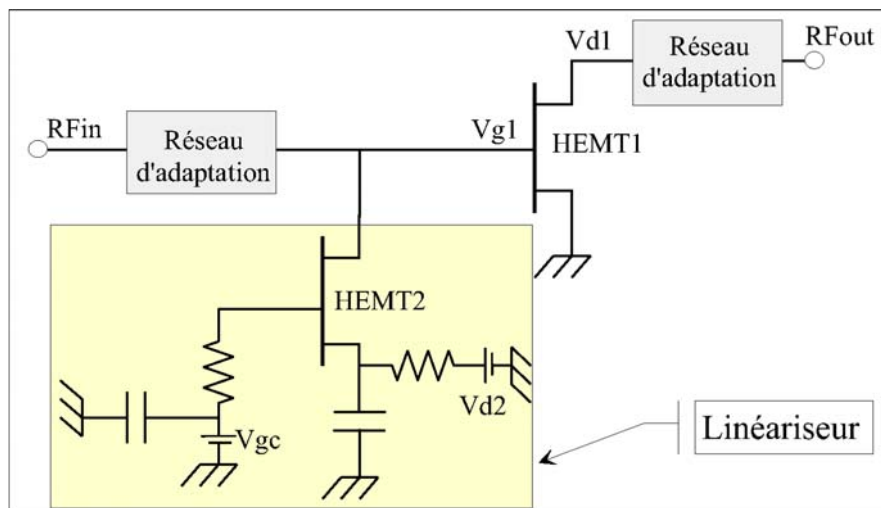 Vd1
Réseau
d'adaptation
RFout
RFin
Réseau
d'adaptation
Vg1
HEMT1
HEMT2
Vgc
Vd2
Linéariseur